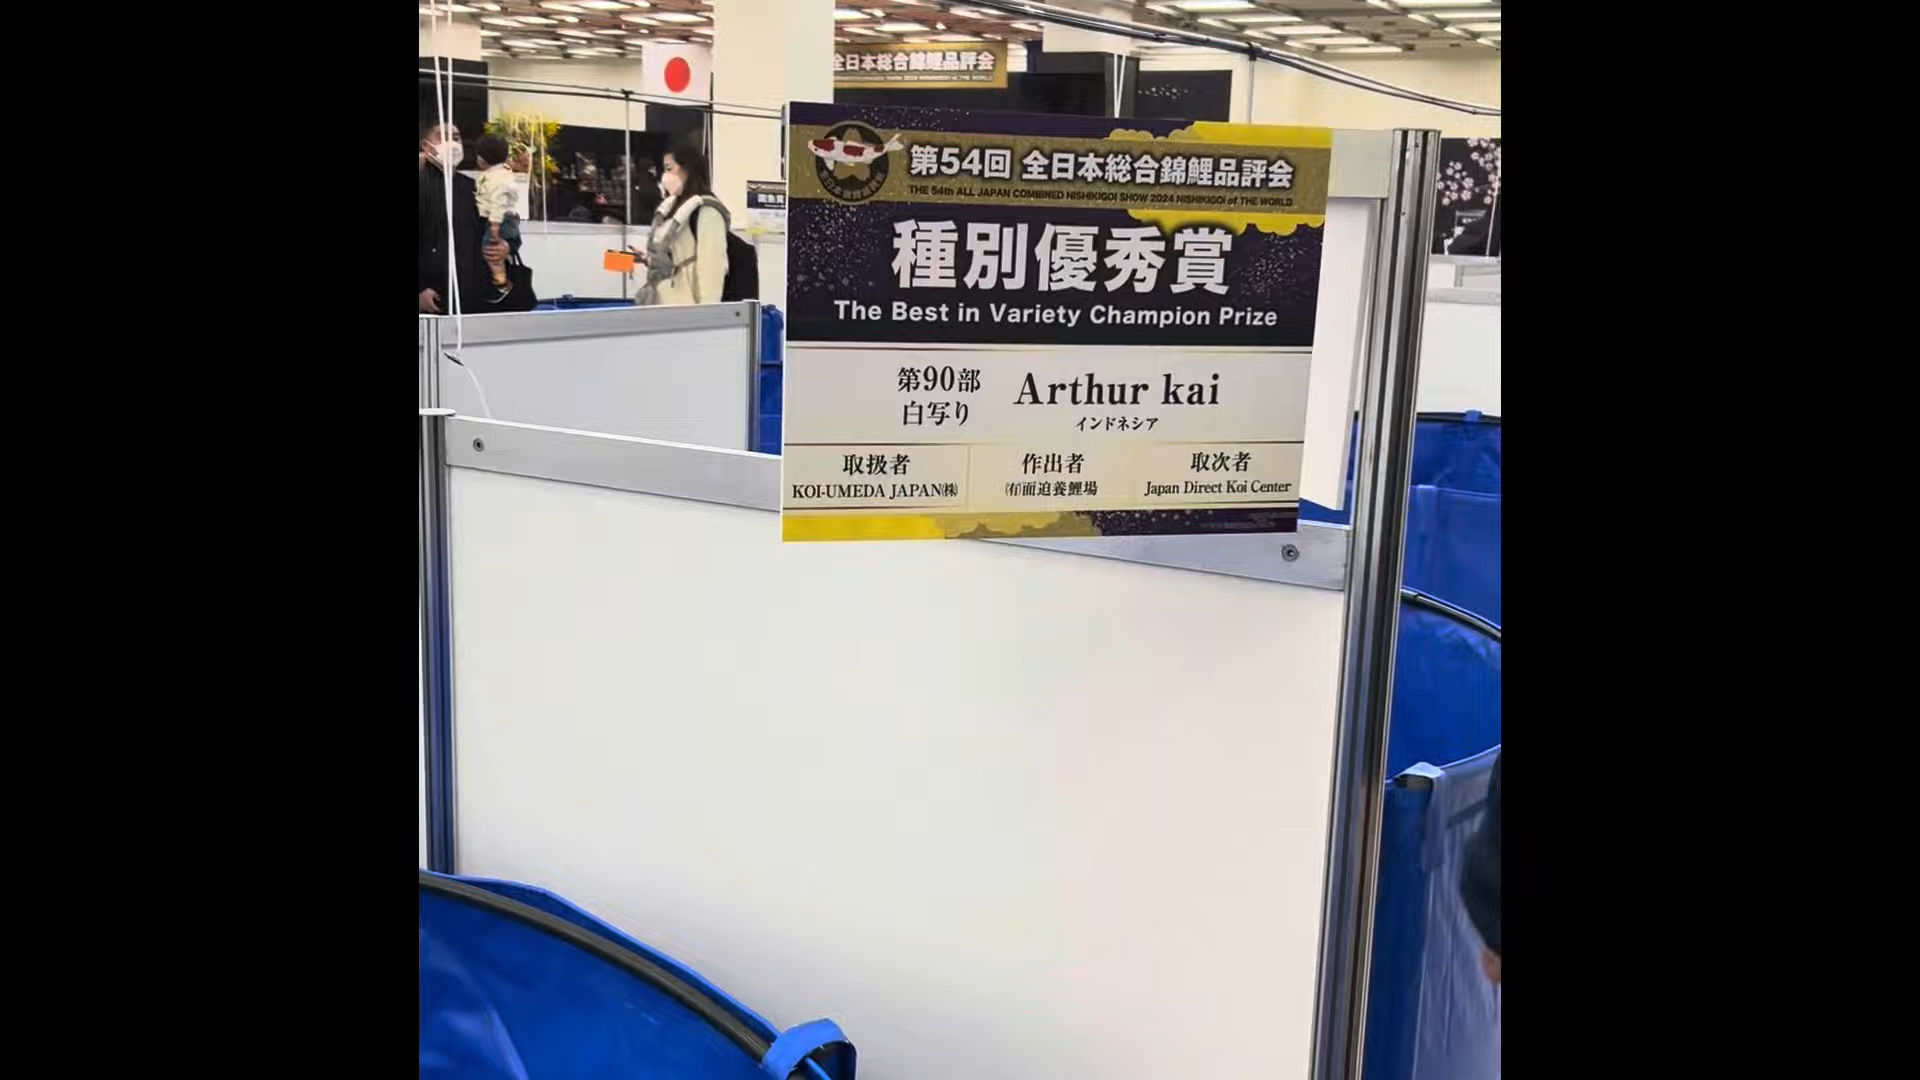 全日本総合錦鯉品評会
第54回 全日本総合錦鯉品評会
THE 54th ALL JAPAN COMBINED NISHIKIGOI SHOW 2024 NISHIKIGOI of THE WORLD
種別優秀賞
The Best in Variety Champion Prize
第90部
白写り
Arthur kai
インドネシア
取扱者
KOI-UMEDA JAPAN㈱
作出者
㈲面迫養鯉場
取次者
Japan Direct Koi Center